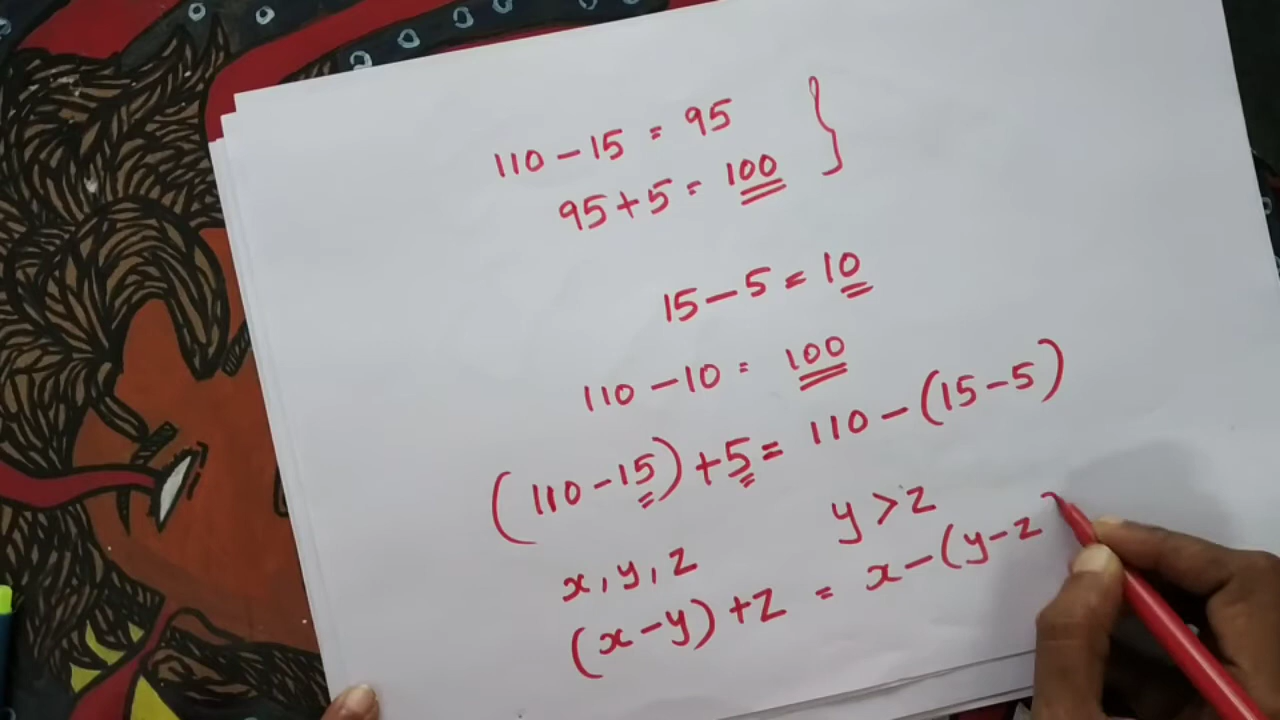 110 - 15 = 95
95 + 5 = 100
15 - 5 = 10
110 - 10 = 100
(110 - 15) + 5 = 110 - (15 - 5)
x, y, z y > z
(x - y) + z = x - (y - z